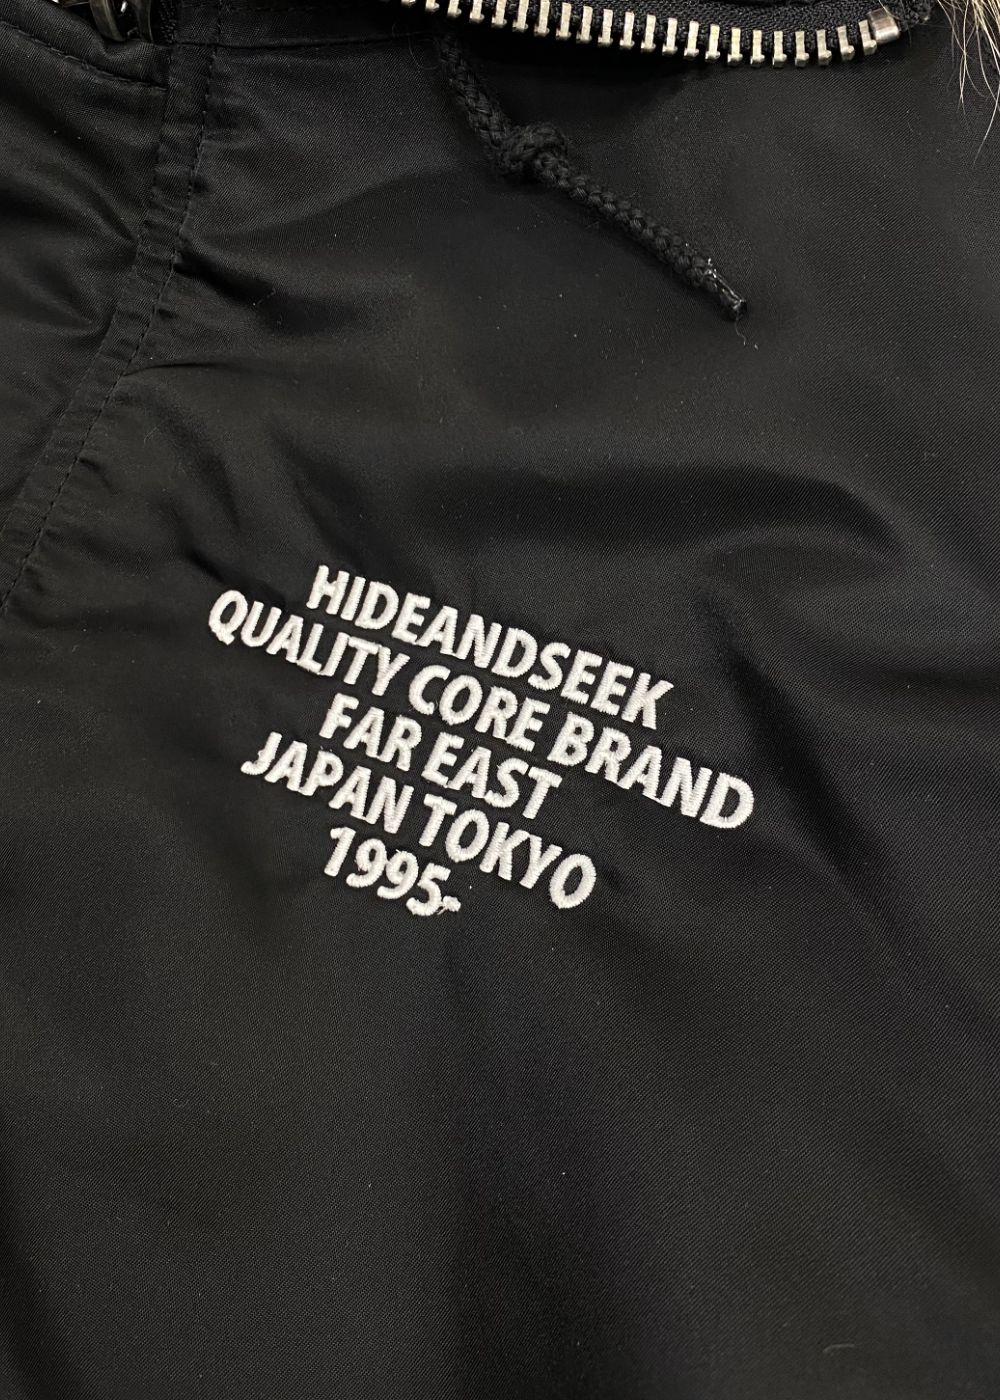 HIDEANDSEEK
QUALITY CORE BRAND
FAR EAST
JAPAN TOKYO
1995-